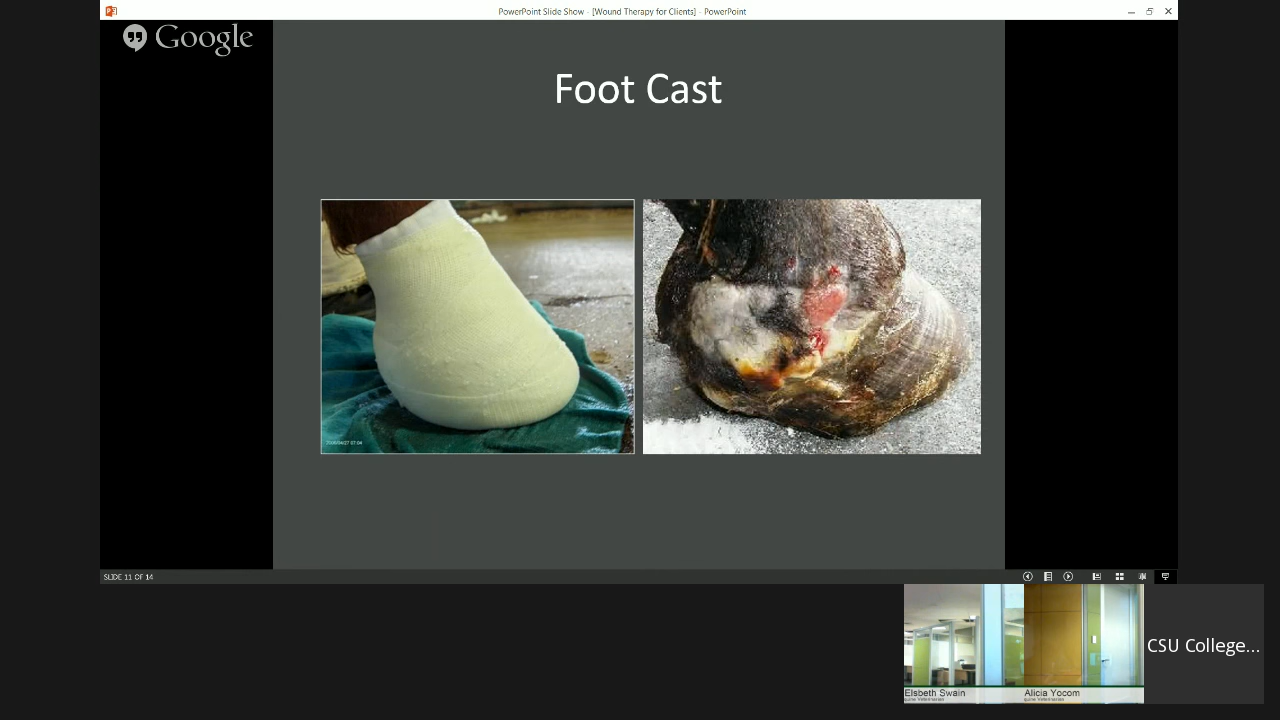 PowerPoint Slide Show - [Wound Therapy for Clients] - PowerPoint
Google
Foot Cast
SLIDE 11 OF 14
Elsbeth Swain
Alicia Yocom
CSU College...